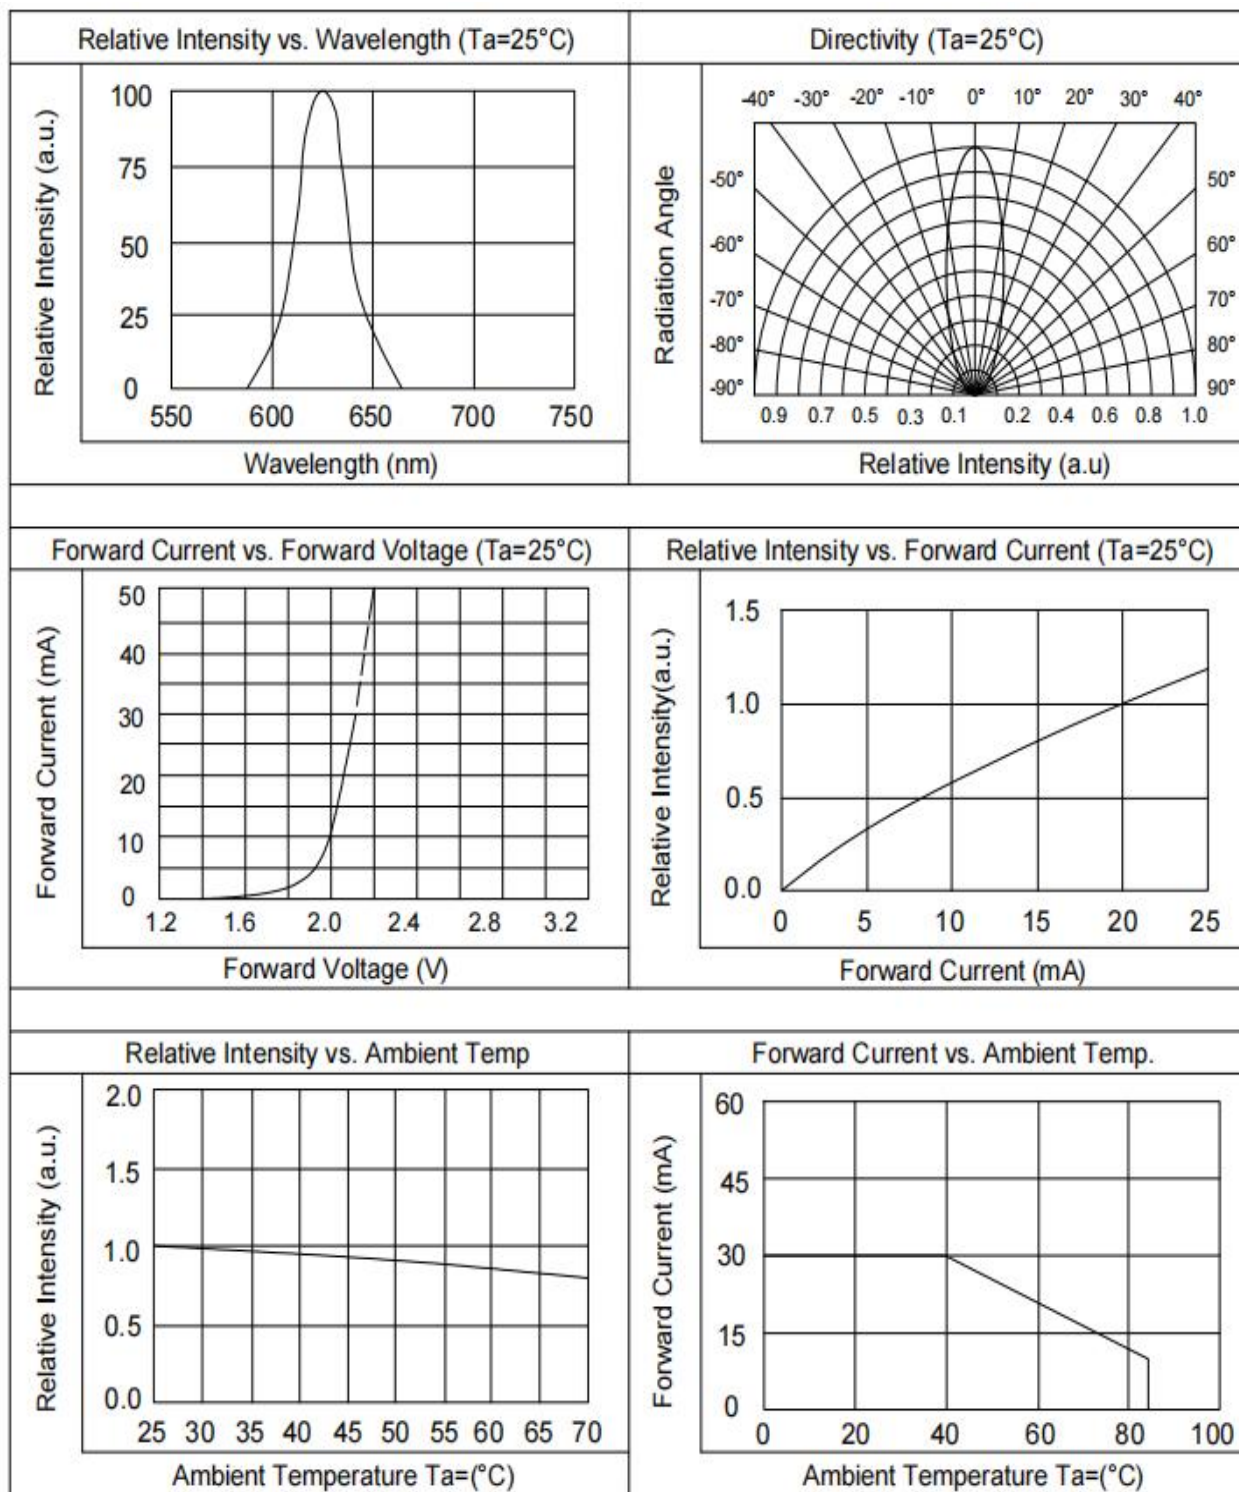 Relative Intensity vs. Wavelength (Ta=25°C)
Relative Intensity (a.u.)
100
75
50
25
0
550 600 650 700 750
Wavelength (nm)
Directivity (Ta=25°C)
Radiation Angle
-40° -30° -20° -10° 0° 10° 20° 30° 40°
-50° 50°
-60° 60°
-70° 70°
-80° 80°
-90° 90°
0.9 0.7 0.5 0.3 0.1 0.2 0.4 0.6 0.8 1.0
Relative Intensity (a.u)
Forward Current vs. Forward Voltage (Ta=25°C)
Forward Current (mA)
50
40
30
20
10
0
1.2 1.6 2.0 2.4 2.8 3.2
Forward Voltage (V)
Relative Intensity vs. Forward Current (Ta=25°C)
Relative Intensity(a.u.)
1.5
1.0
0.5
0.0
0 5 10 15 20 25
Forward Current (mA)
Relative Intensity vs. Ambient Temp
Relative Intensity (a.u.)
2.0
1.5
1.0
0.5
0.0
25 30 35 40 45 50 55 60 65 70
Ambient Temperature Ta=(°C)
Forward Current vs. Ambient Temp.
Forward Current (mA)
60
45
30
15
0
0 20 40 60 80 100
Ambient Temperature Ta=(°C)